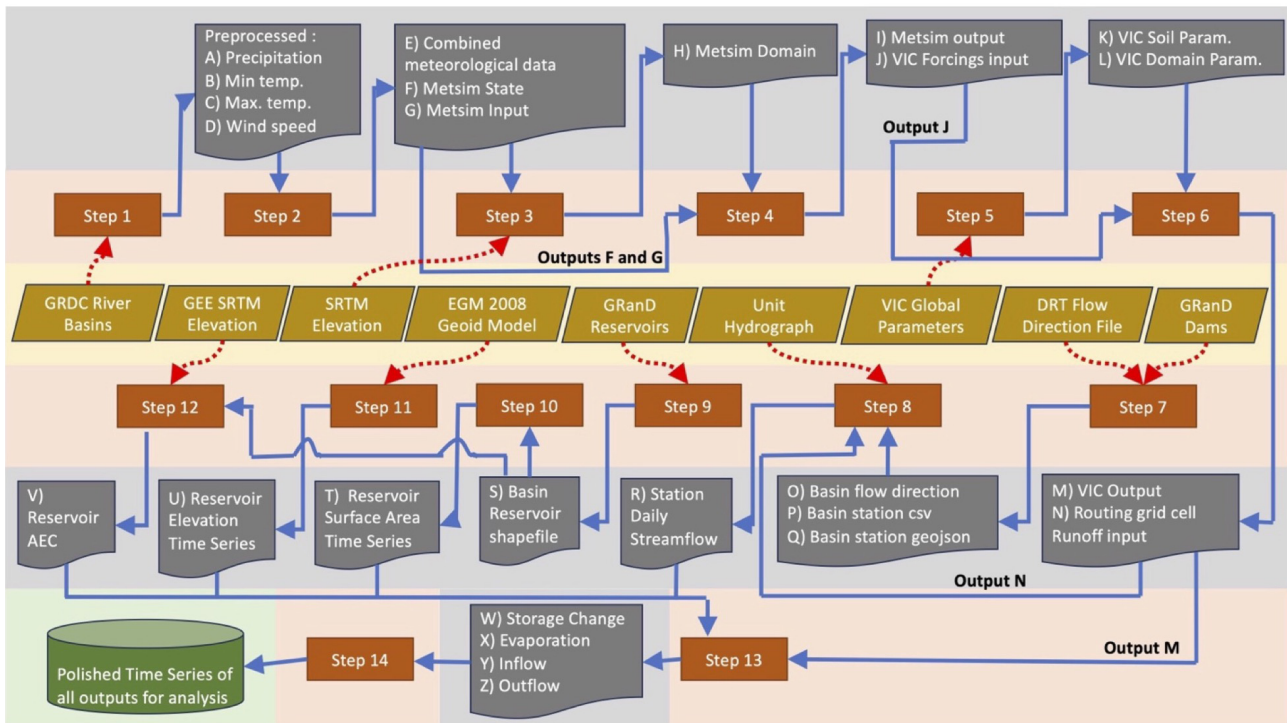 Preprocessed :
A) Precipitation
B) Min temp.
C) Max. temp.
D) Wind speed
E) Combined
meteorological data
F) Metsim State
G) Metsim Input
H) Metsim Domain
I) Metsim output
J) VIC Forcings input
K) VIC Soil Param.
L) VIC Domain Param.
Output J
Step 1
Step 2
Step 3
Step 4
Step 5
Step 6
Outputs F and G
GRDC River
Basins
GEE SRTM
Elevation
SRTM
Elevation
EGM 2008
Geoid Model
GRanD
Reservoirs
Unit
Hydrograph
VIC Global
Parameters
DRT Flow
Direction File
GRanD
Dams
Step 12
Step 11
Step 10
Step 9
Step 8
Step 7
V)
Reservoir
AEC
U) Reservoir
Elevation
Time Series
T) Reservoir
Surface Area
Time Series
S) Basin
Reservoir
shapefile
R) Station
Daily
Streamflow
O) Basin flow direction
P) Basin station csv
Q) Basin station geojson
M) VIC Output
N) Routing grid cell
Runoff input
Output N
Polished Time Series of
all outputs for analysis
Step 14
W) Storage Change
X) Evaporation
Y) Inflow
Z) Outflow
Step 13
Output M